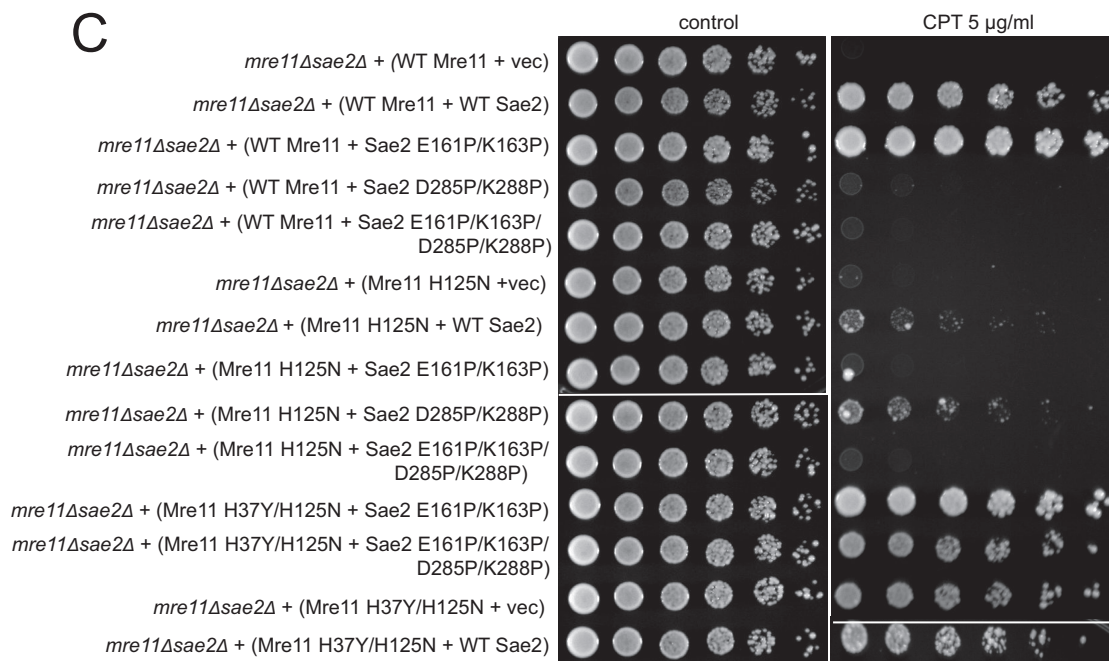 C
control
CPT 5 µg/ml
mre11Δsae2Δ + (WT Mre11 + vec)
mre11Δsae2Δ + (WT Mre11 + WT Sae2)
mre11Δsae2Δ + (WT Mre11 + Sae2 E161P/K163P)
mre11Δsae2Δ + (WT Mre11 + Sae2 D285P/K288P)
mre11Δsae2Δ + (WT Mre11 + Sae2 E161P/K163P/
D285P/K288P)
mre11Δsae2Δ + (Mre11 H125N +vec)
mre11Δsae2Δ + (Mre11 H125N + WT Sae2)
mre11Δsae2Δ + (Mre11 H125N + Sae2 E161P/K163P)
mre11Δsae2Δ + (Mre11 H125N + Sae2 D285P/K288P)
mre11Δsae2Δ + (Mre11 H125N + Sae2 E161P/K163P/
D285P/K288P)
mre11Δsae2Δ + (Mre11 H37Y/H125N + Sae2 E161P/K163P)
mre11Δsae2Δ + (Mre11 H37Y/H125N + Sae2 E161P/K163P/
D285P/K288P)
mre11Δsae2Δ + (Mre11 H37Y/H125N + vec)
mre11Δsae2Δ + (Mre11 H37Y/H125N + WT Sae2)